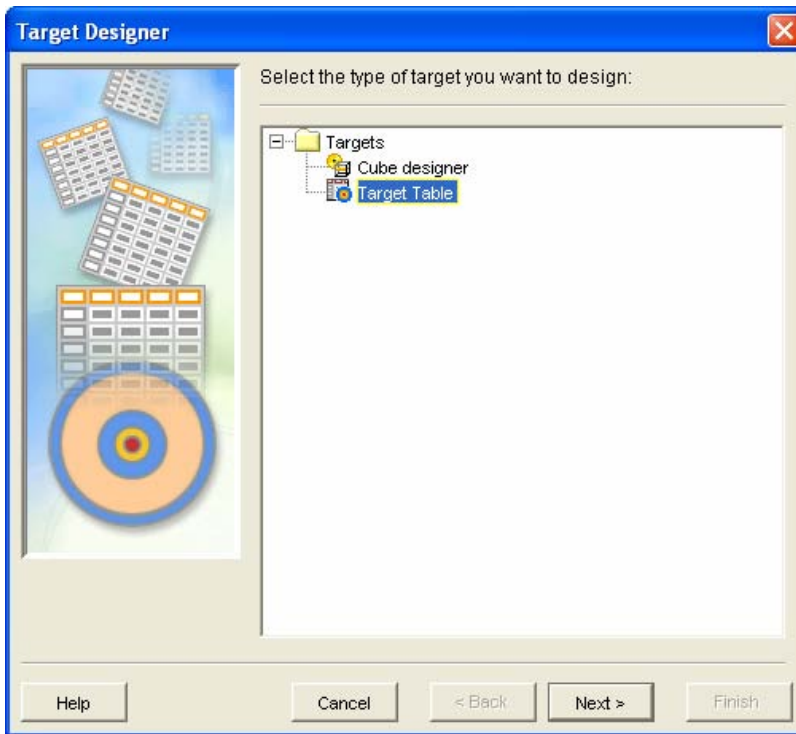 Target Designer
Select the type of target you want to design:
Targets
Cube designer
Target Table
Help
Cancel
< Back
Next >
Finish